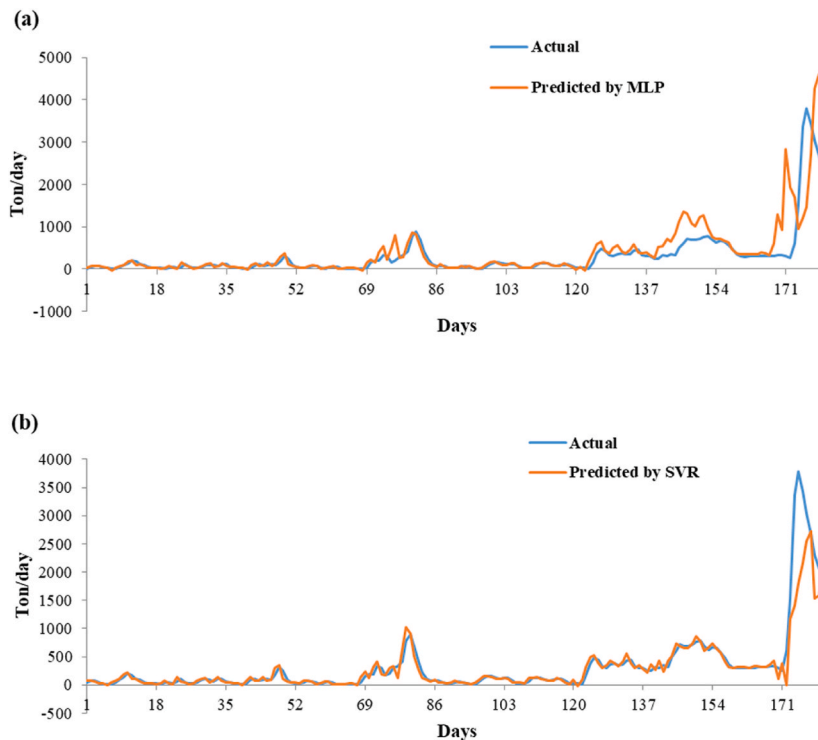 (a)
Actual
Predicted by MLP
5000
4000
3000
2000
1000
0
-1000
Ton/day
1 18 35 52 69 86 103 120 137 154 171
Days
(b)
Actual
Predicted by SVR
4000
3500
3000
2500
2000
1500
1000
500
0
-500
Ton/day
1 18 35 52 69 86 103 120 137 154 171
Days